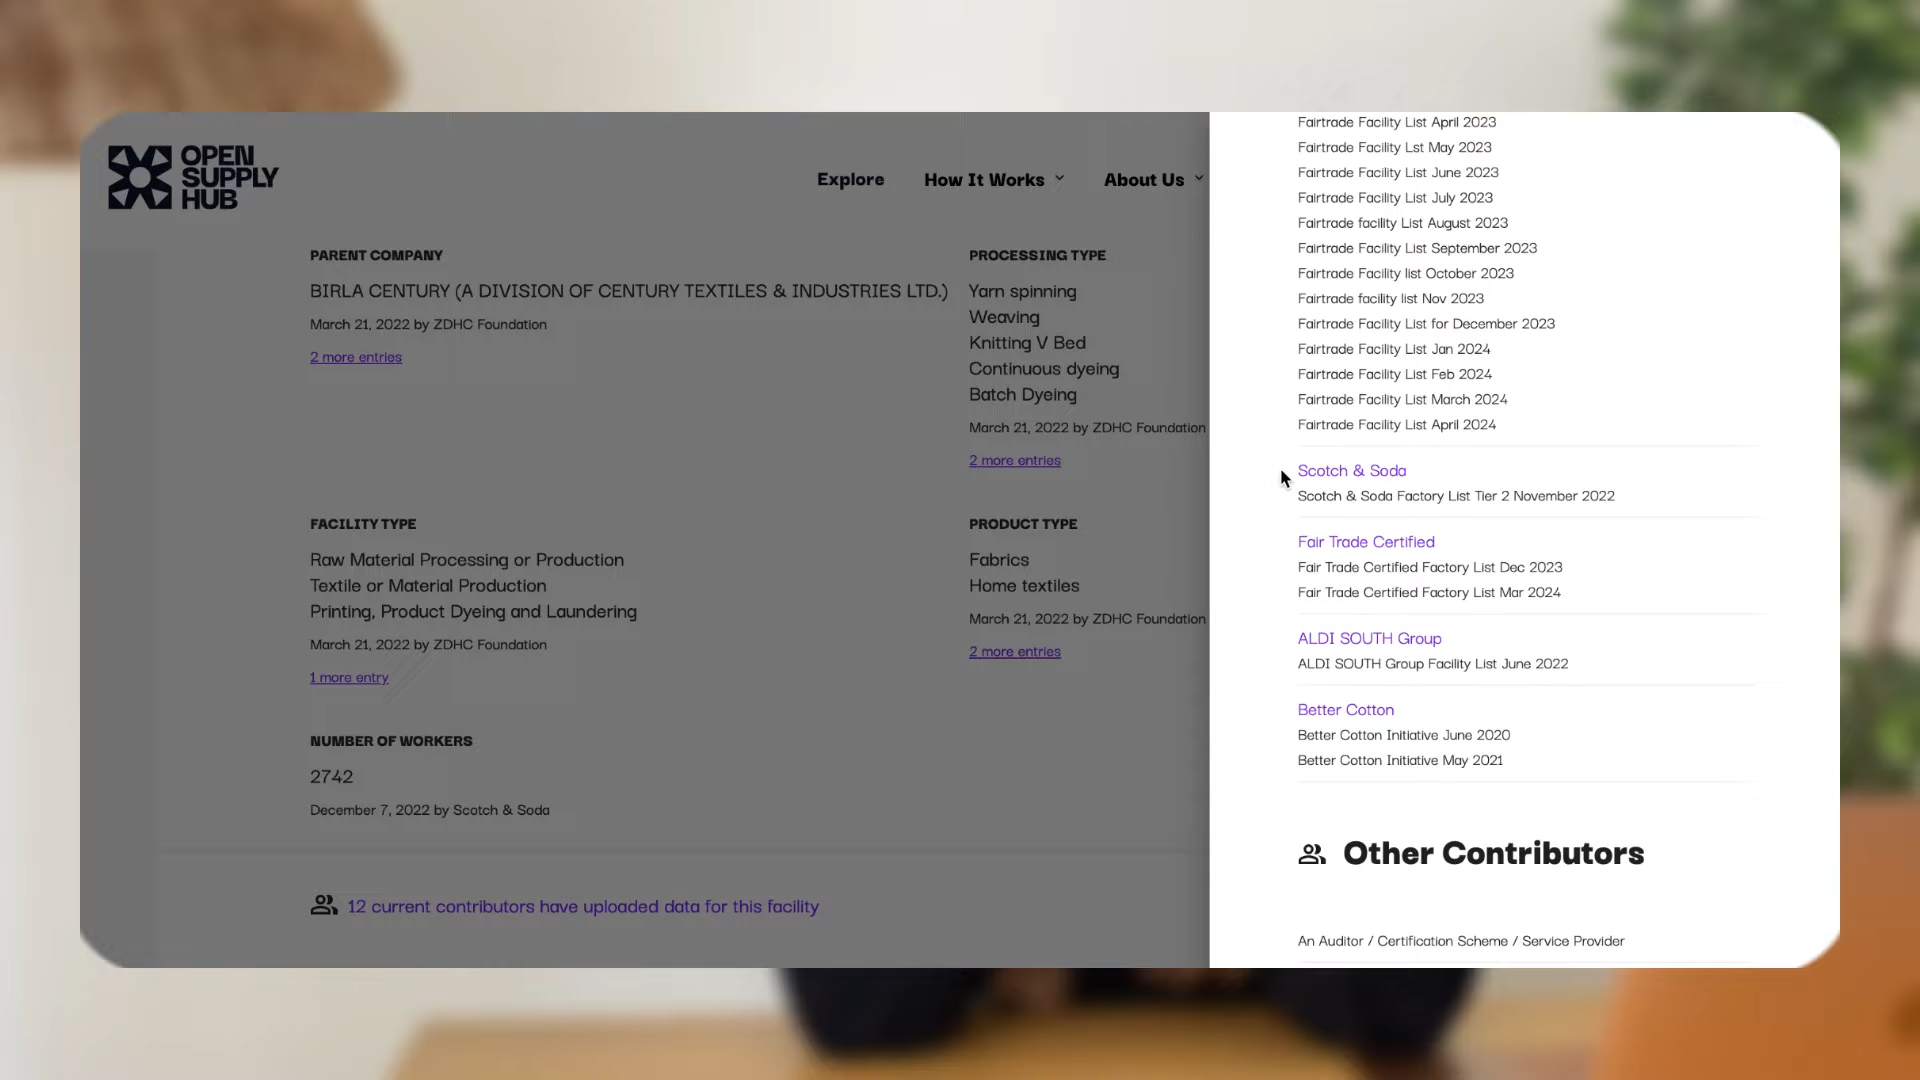 OPEN
SUPPLY
HUB
Explore
How It Works
About Us
PARENT COMPANY
BIRLA CENTURY (A DIVISION OF CENTURY TEXTILES & INDUSTRIES LTD.)
March 21, 2022 by ZDHC Foundation
2 more entries
PROCESSING TYPE
Yarn spinning
Weaving
Knitting V Bed
Continuous dyeing
Batch Dyeing
March 21, 2022 by ZDHC Foundation
2 more entries
FACILITY TYPE
Raw Material Processing or Production
Textile or Material Production
Printing, Product Dyeing and Laundering
March 21, 2022 by ZDHC Foundation
1 more entry
PRODUCT TYPE
Fabrics
Home textiles
March 21, 2022 by ZDHC Foundation
2 more entries
NUMBER OF WORKERS
2742
December 7, 2022 by Scotch & Soda
12 current contributors have uploaded data for this facility
Fairtrade Facility List April 2023
Fairtrade Facility Lst May 2023
Fairtrade Facility List June 2023
Fairtrade Facility List July 2023
Fairtrade facility List August 2023
Fairtrade Facility List September 2023
Fairtrade Facility list October 2023
Fairtrade facility list Nov 2023
Fairtrade Facility List for December 2023
Fairtrade Facility List Jan 2024
Fairtrade Facility List Feb 2024
Fairtrade Facility List March 2024
Fairtrade Facility List April 2024
Scotch & Soda
Scotch & Soda Factory List Tier 2 November 2022
Fair Trade Certified
Fair Trade Certified Factory List Dec 2023
Fair Trade Certified Factory List Mar 2024
ALDI SOUTH Group
ALDI SOUTH Group Facility List June 2022
Better Cotton
Better Cotton Initiative June 2020
Better Cotton Initiative May 2021
Other Contributors
An Auditor / Certification Scheme / Service Provider